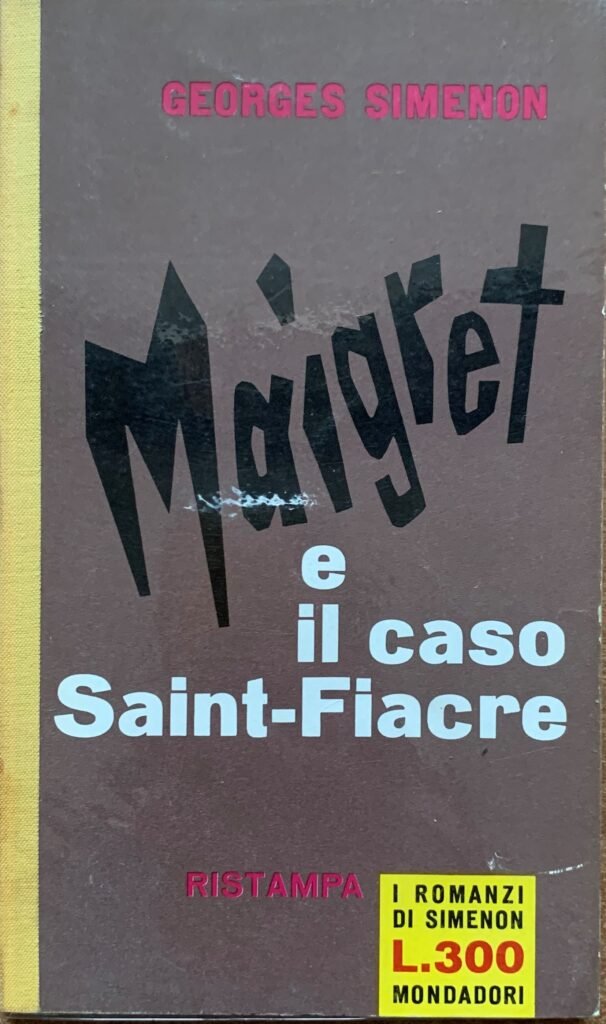 GEORGES SIMENON
Maigret
e
il caso
Saint-Fiacre
RISTAMPA
I ROMANZI
DI SIMENON
L.300
MONDADORI